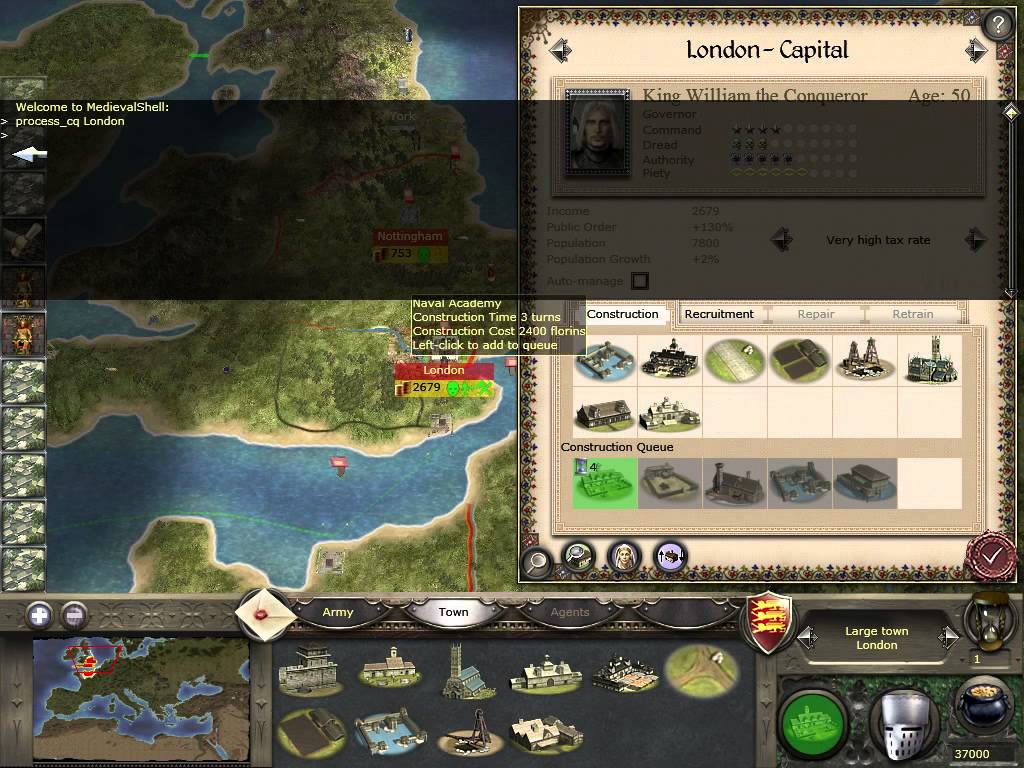 London - Capital
?
King William the Conqueror Age: 50
Welcome to MedievalShell:
> process_cq London
>
York
Governor
Command
Dread
Authority
Piety
Income 2679
Public Order +130%
Population 7800
Population Growth +2%
Very high tax rate
Auto-manage
Nottingham
753
Naval Academy
Construction Time 3 turns
Construction Cost 2400 florins
Left-click to add to queue
London
2679
Construction Recruitment Repair Retrain
Construction Queue
4
Army Town Agents
Large town
London
1
37000